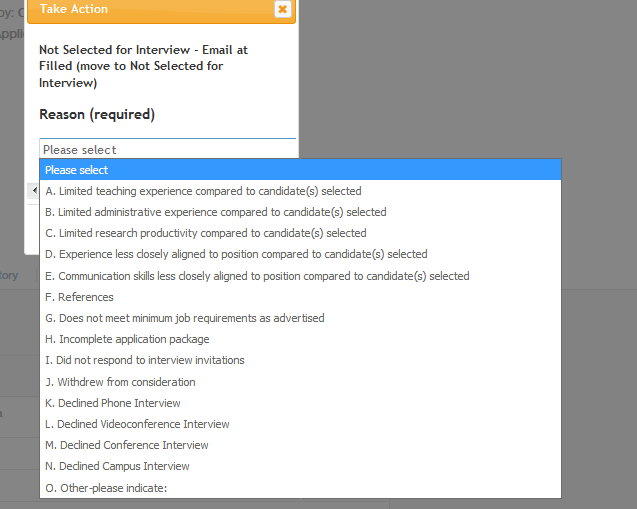 by: C
Take Action
Appli
Not Selected for Interview - Email at
Filled (move to Not Selected for
Interview)
Reason (required)
Please select
Please select
A. Limited teaching experience compared to candidate(s) selected
B. Limited administrative experience compared to candidate(s) selected
C. Limited research productivity compared to candidate(s) selected
D. Experience less closely aligned to position compared to candidate(s) selected
tory
E. Communication skills less closely aligned to position compared to candidate(s) selected
F. References
G. Does not meet minimum job requirements as advertised
H. Incomplete application package
I. Did not respond to interview invitations
J. Withdrew from consideration
K. Declined Phone Interview
L. Declined Videoconference Interview
M. Declined Conference Interview
N. Declined Campus Interview
O. Other-please indicate: